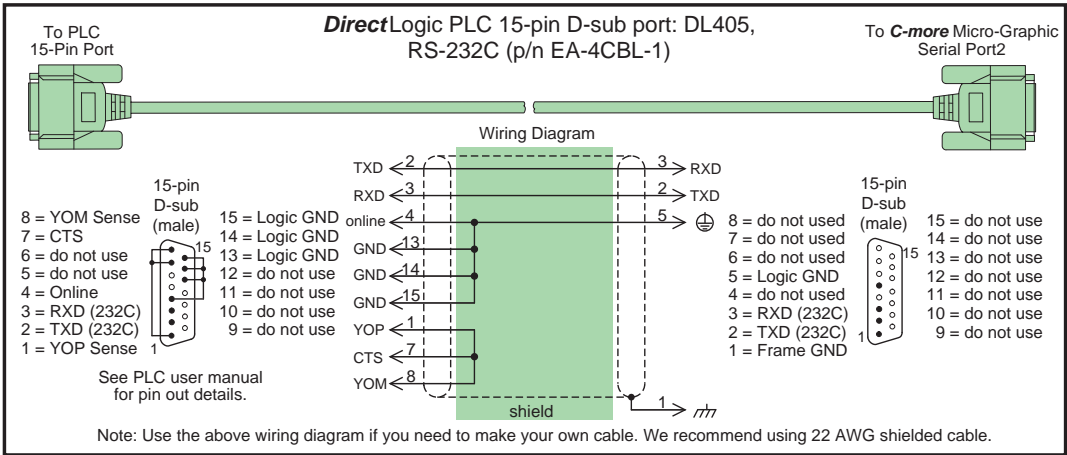 DirectLogic PLC 15-pin D-sub port: DL405,
RS-232C (p/n EA-4CBL-1)
To PLC
15-Pin Port
To C-more Micro-Graphic
Serial Port2
Wiring Diagram
15-pin
D-sub
(male)
8 = YOM Sense
7 = CTS
6 = do not use
5 = do not use
4 = Online
3 = RXD (232C)
2 = TXD (232C)
1 = YOP Sense
15
1
15 = Logic GND
14 = Logic GND
13 = Logic GND
12 = do not use
11 = do not use
10 = do not use
9 = do not use
See PLC user manual
for pin out details.
TXD 2 3 RXD
RXD 3 2 TXD
online 4 5
GND 13
GND 14
GND 15
YOP 1
CTS 7
YOM 8
shield
1
8 = do not used
7 = do not used
6 = do not used
5 = Logic GND
4 = do not used
3 = RXD (232C)
2 = TXD (232C)
1 = Frame GND
15-pin
D-sub
(male)
15
1
15 = do not use
14 = do not use
13 = do not use
12 = do not use
11 = do not use
10 = do not use
9 = do not use
Note: Use the above wiring diagram if you need to make your own cable. We recommend using 22 AWG shielded cable.